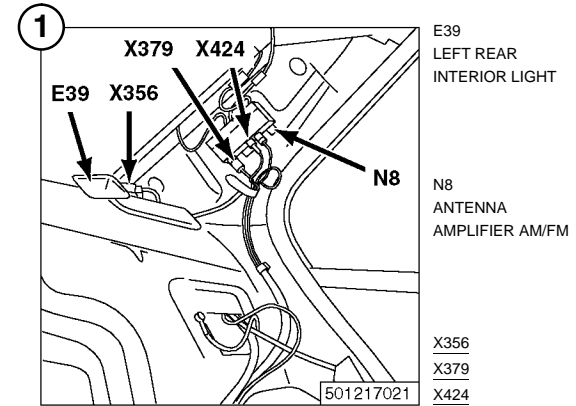 1
X379 X424
E39 X356
N8
501217021
E39
LEFT REAR
INTERIOR LIGHT
N8
ANTENNA
AMPLIFIER AM/FM
X356
X379
X424